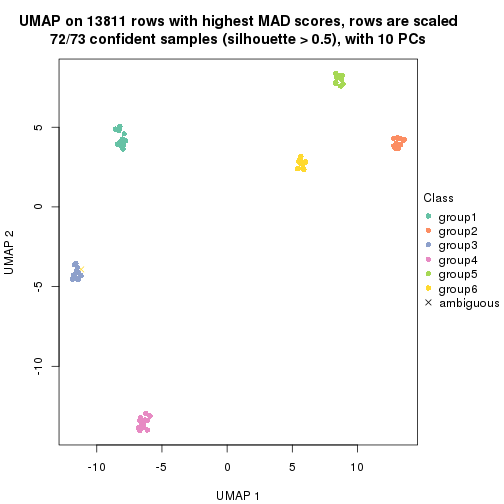 UMAP on 13811 rows with highest MAD scores, rows are scaled
72/73 confident samples (silhouette > 0.5), with 10 PCs
5
0
-5
-10
UMAP 2
-10
-5
0
5
10
UMAP 1
Class
group1
group2
group3
group4
group5
group6
ambiguous